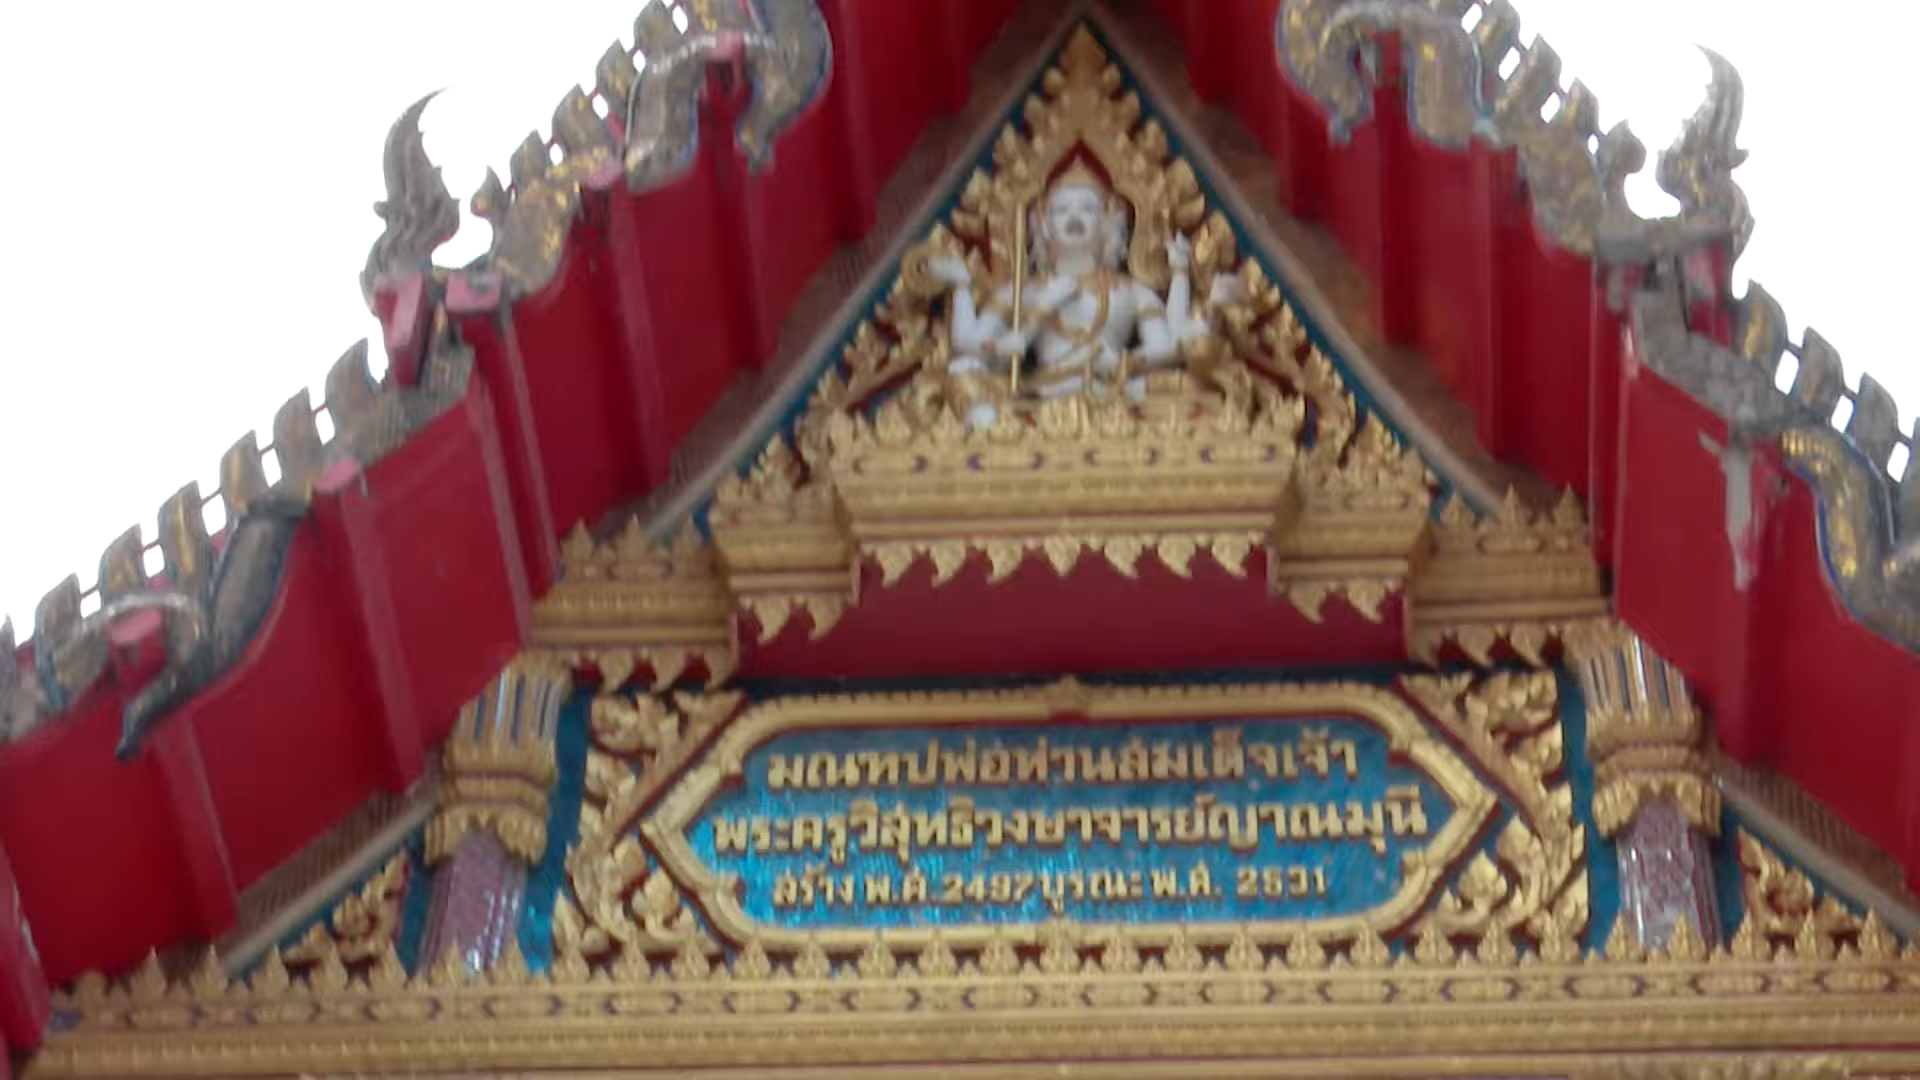 มณฑปพ่อท่านสมเด็จเจ้า
พระครูวิสุทธิวงษาจารย์ญาณมุนี
สร้าง พ.ศ. 2497 บูรณะ พ.ศ. 2531